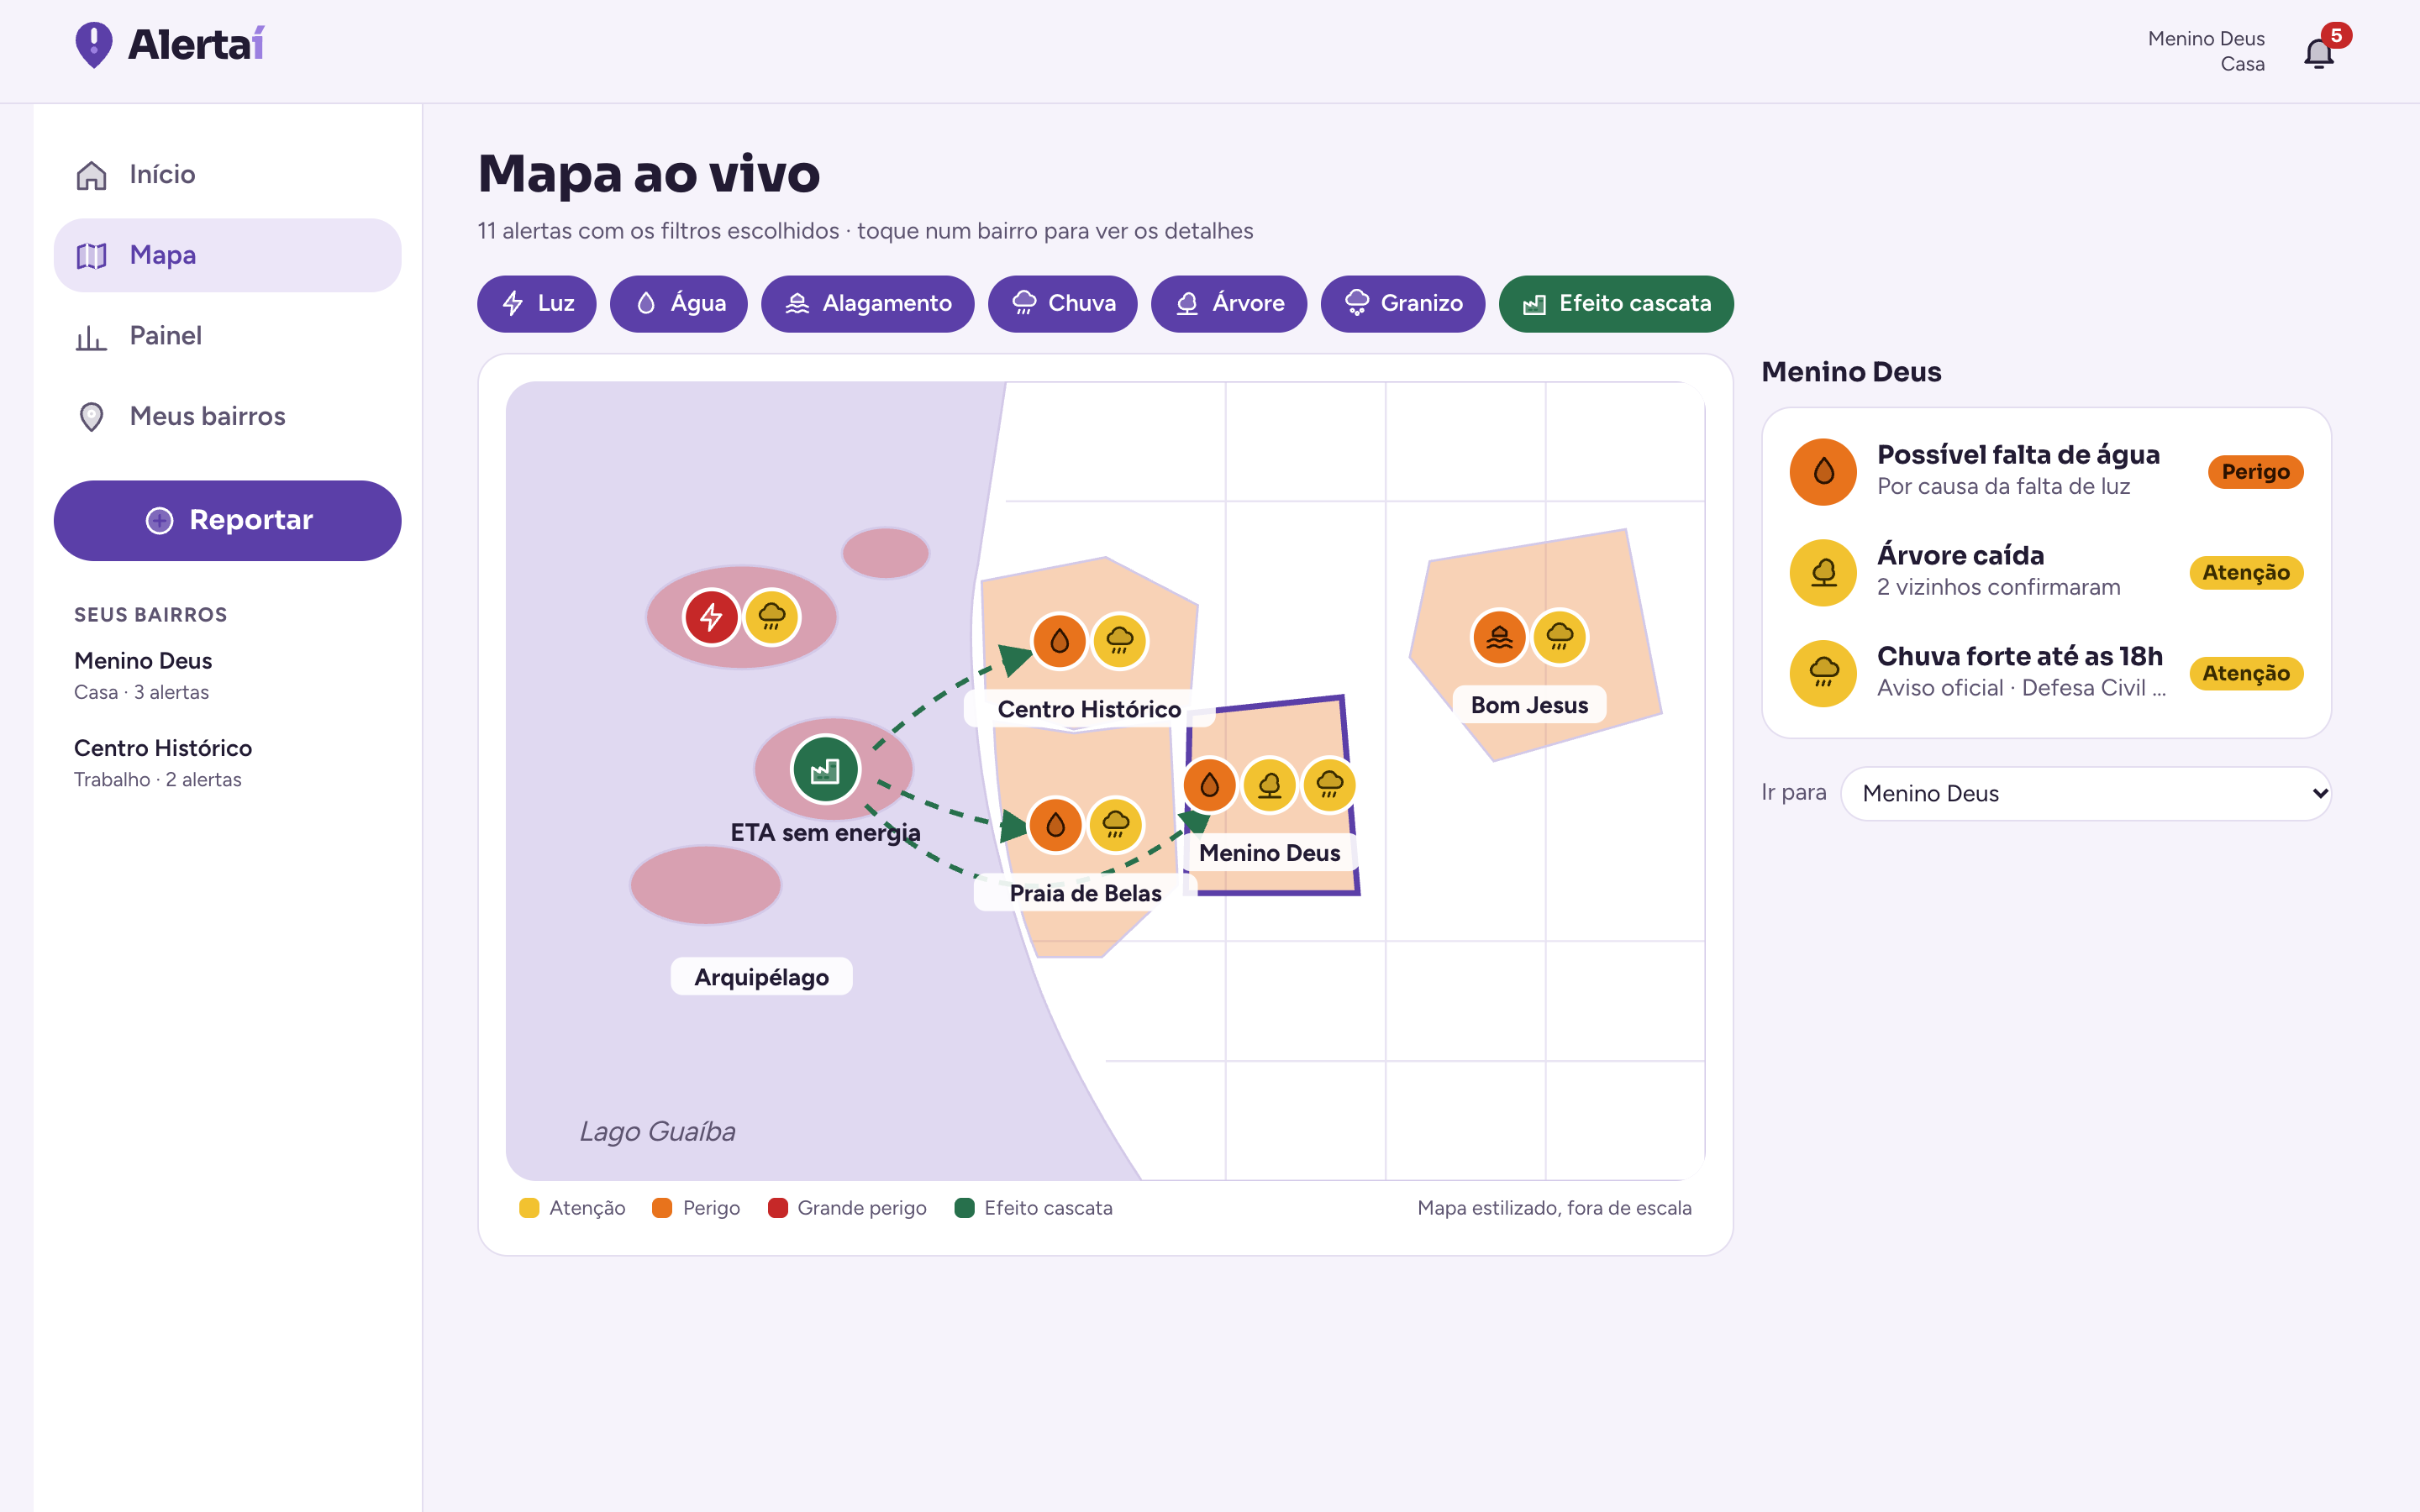 Alertaí
Menino Deus
Casa
5
Início
Mapa
Painel
Meus bairros
Reportar
SEUS BAIRROS
Menino Deus
Casa · 3 alertas
Centro Histórico
Trabalho · 2 alertas
Mapa ao vivo
11 alertas com os filtros escolhidos · toque num bairro para ver os detalhes
Luz
Água
Alagamento
Chuva
Árvore
Granizo
Efeito cascata
Centro Histórico
Bom Jesus
ETA sem energia
Menino Deus
Praia de Belas
Arquipélago
Lago Guaíba
Atenção
Perigo
Grande perigo
Efeito cascata
Mapa estilizado, fora de escala
Menino Deus
Possível falta de água
Por causa da falta de luz
Perigo
Árvore caída
2 vizinhos confirmaram
Atenção
Chuva forte até as 18h
Aviso oficial · Defesa Civil ...
Atenção
Ir para
Menino Deus